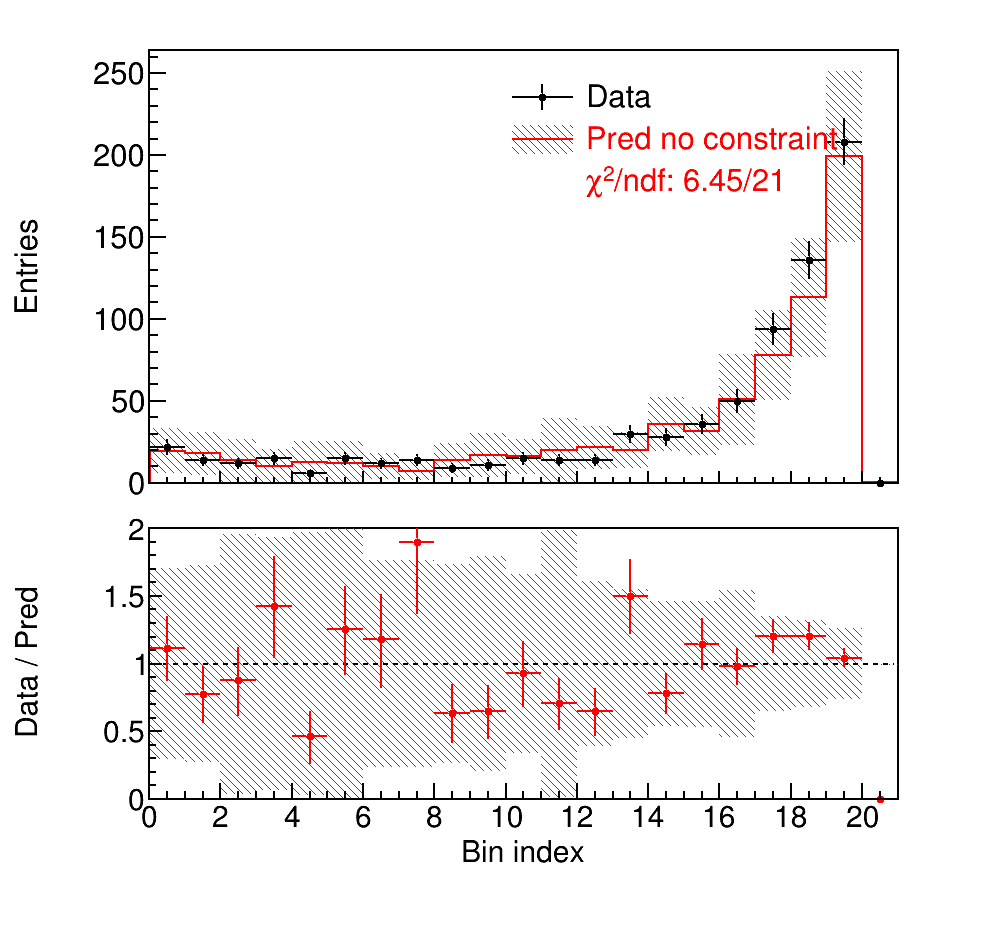 250
200
150
100
50
0
Entries
Data
Pred no constraint
χ²/ndf: 6.45/21
2
1.5
1
0.5
0
Data / Pred
0 2 4 6 8 10 12 14 16 18 20
Bin index